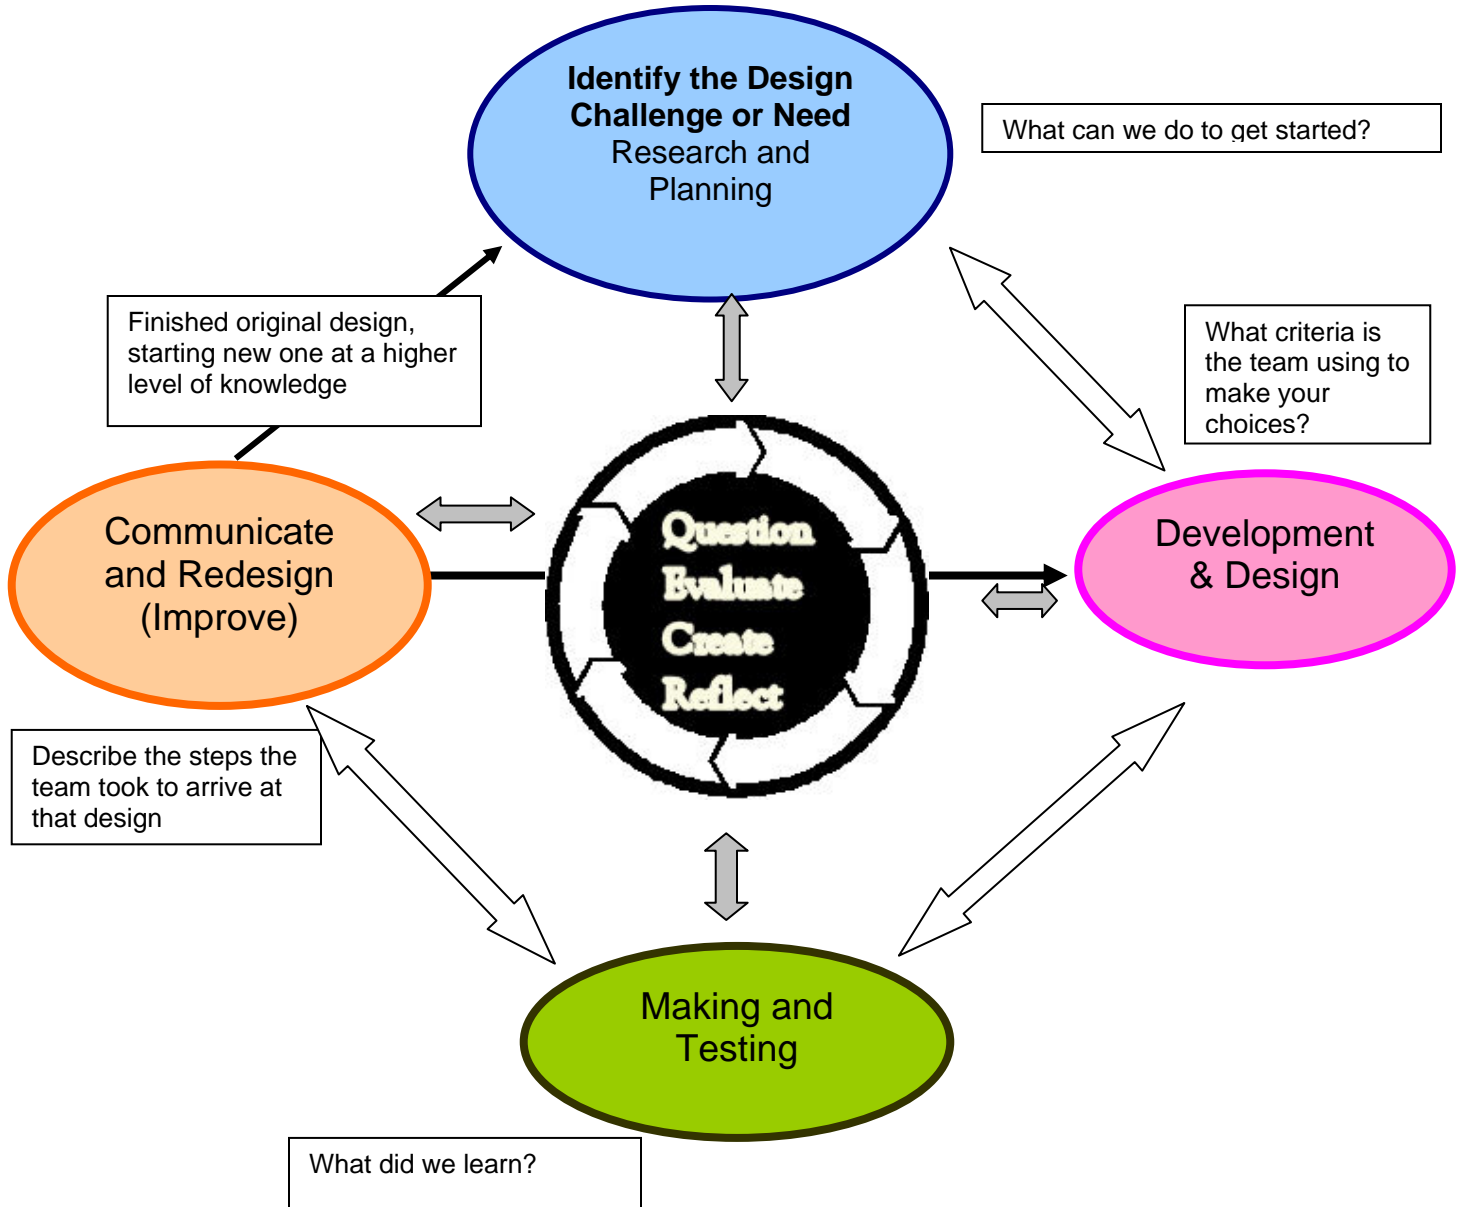 Identify the Design
Challenge or Need
Research and
Planning
What can we do to get started?
Finished original design,
starting new one at a higher
level of knowledge
What criteria is
the team using to
make your
choices?
Communicate
and Redesign
(Improve)
Question
Evaluate
Create
Reflect
Development
& Design
Describe the steps the
team took to arrive at
that design
Making and
Testing
What did we learn?